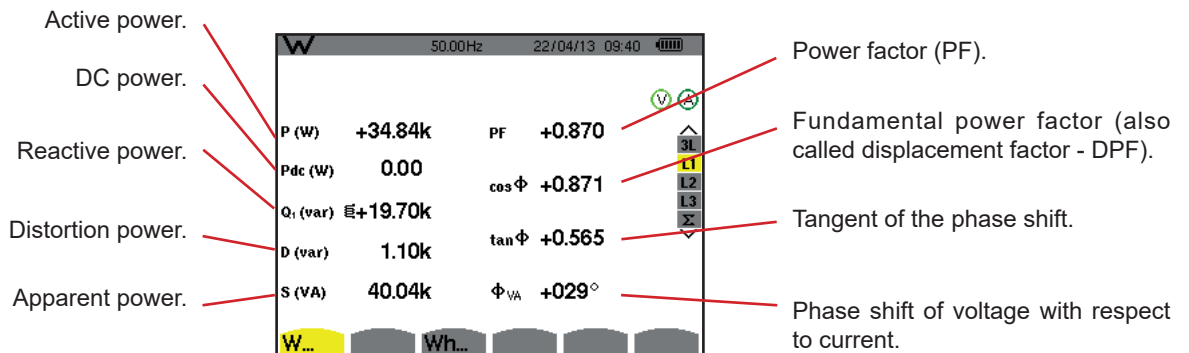 Active power.
DC power.
Reactive power.
Distortion power.
Apparent power.
W 50.00Hz 22/04/13 09:40
V A
P (W) +34.84k PF +0.870
Pdc (W) 0.00 cosΦ +0.871
Q₁ (var) +19.70k tanΦ +0.565
D (var) 1.10k
S (VA) 40.04k ΦVA +029°
3L
L1
L2
L3
Σ
W... Wh...
Power factor (PF).
Fundamental power factor (also
called displacement factor - DPF).
Tangent of the phase shift.
Phase shift of voltage with respect
to current.